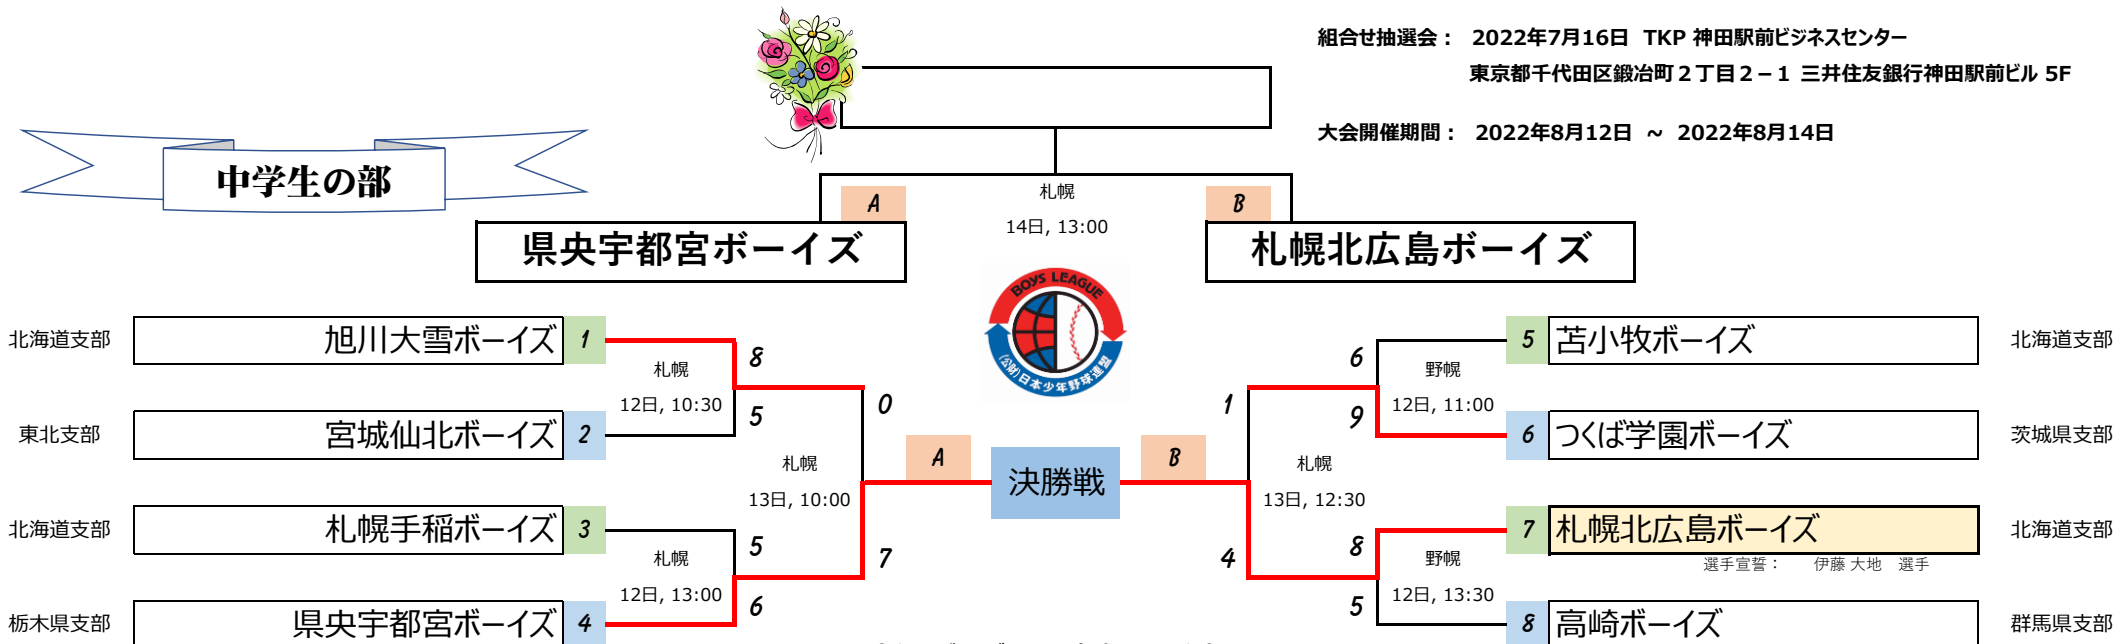 組合せ抽選会： 2022年7月16日 TKP 神田駅前ビジネスセンター
東京都千代田区鍛冶町２丁目２−１ 三井住友銀行神田駅前ビル 5F
大会開催期間： 2022年8月12日 ～ 2022年8月14日
中学生の部
札幌
14日, 13:00
A
B
県央宇都宮ボーイズ
札幌北広島ボーイズ
BOYS LEAGUE
(公財)日本少年野球連盟
北海道支部 旭川大雪ボーイズ 1
札幌
12日, 10:30
8
5
東北支部 宮城仙北ボーイズ 2
札幌
13日, 10:00
0
7
北海道支部 札幌手稲ボーイズ 3
札幌
12日, 13:00
5
6
栃木県支部 県央宇都宮ボーイズ 4
A 決勝戦 B
5 苫小牧ボーイズ 北海道支部
野幌
12日, 11:00
6
9
6 つくば学園ボーイズ 茨城県支部
札幌
13日, 12:30
1
4
7 札幌北広島ボーイズ 北海道支部
選手宣誓： 伊藤 大地 選手
野幌
12日, 13:30
8
5
8 高崎ボーイズ 群馬県支部